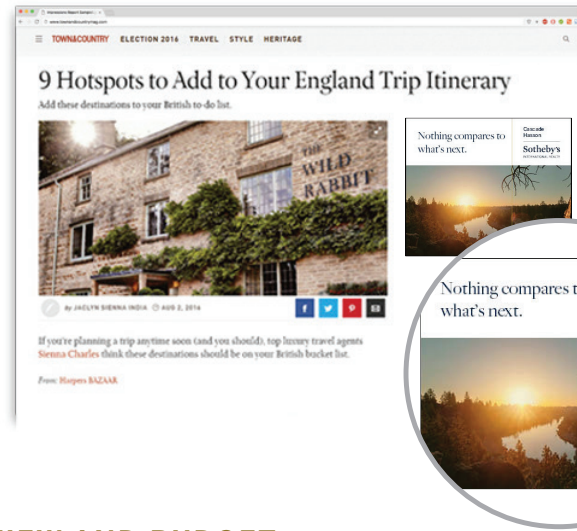 www.townandcountrymag.com
TOWN&COUNTRY ELECTION 2016 TRAVEL STYLE HERITAGE
9 Hotspots to Add to Your England Trip Itinerary
Add these destinations to your British to-do list.
THE
WILD
RABBIT
Nothing compares to
what's next.
Cascade
Hasson
Sotheby's
INTERNATIONAL REALTY
by JACLYN SIENNA INDIA AUG 2, 2016
If you're planning a trip anytime soon (and you should), top luxury travel agents
Sienna Charles think these destinations should be on your British bucket list.
From: Harpers BAZAAR
Nothing compares t
what's next.